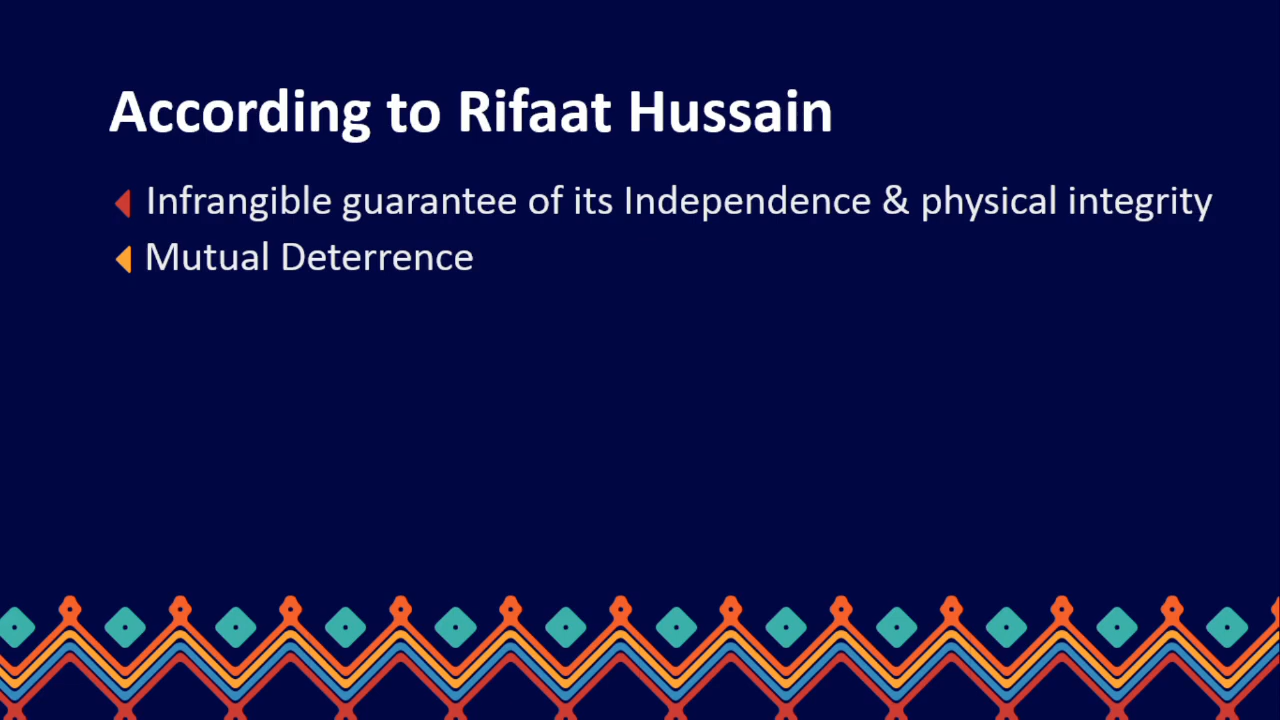 According to Rifaat Hussain
Infrangible guarantee of its Independence & physical integrity
Mutual Deterrence